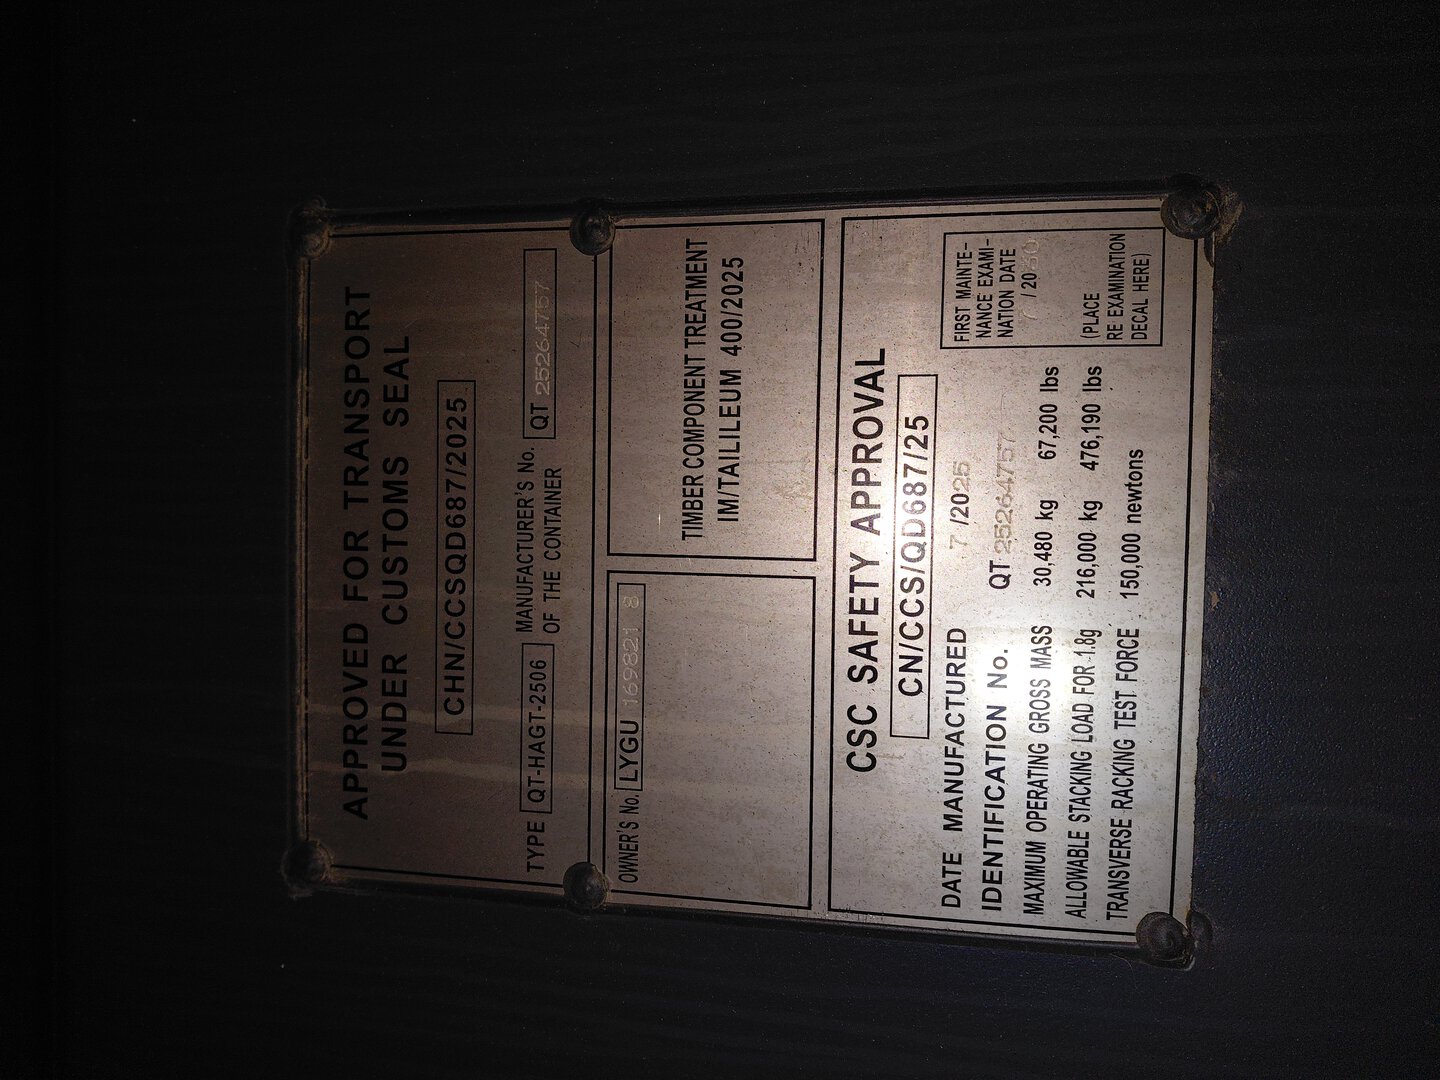 APPROVED FOR TRANSPORT
UNDER CUSTOMS SEAL
CHN/CCSQD687/2025
TYPE QT-HAGT-2506 MANUFACTURER'S No. OF THE CONTAINER QT 25264757
OWNER'S No. LYGU 169821 8
TIMBER COMPONENT TREATMENT
IM/TAILILEUM 400/2025
CSC SAFETY APPROVAL
CN/CCS/QD687/25
DATE MANUFACTURED 7 /2025
IDENTIFICATION No. QT 25264757
MAXIMUM OPERATING GROSS MASS 30,480 kg 67,200 lbs
ALLOWABLE STACKING LOAD FOR 1.8g 216,000 kg 476,190 lbs
TRANSVERSE RACKING TEST FORCE 150,000 newtons
FIRST MAINTE-
NANCE EXAMI-
NATION DATE
7 / 2030
(PLACE
RE EXAMINATION
DECAL HERE)